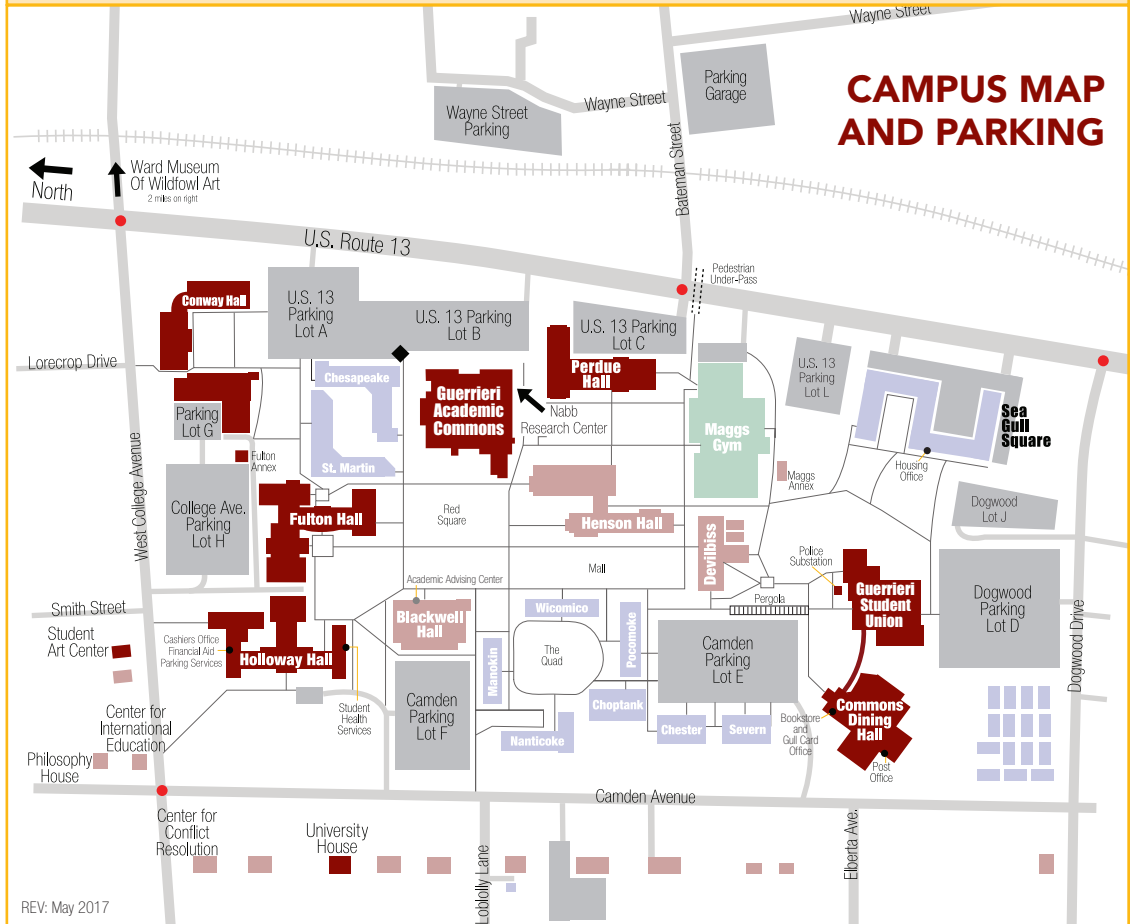 Wayne Street
CAMPUS MAP
AND PARKING
Parking
Garage
Wayne Street
Wayne Street
Parking
Bateman Street
North
Ward Museum
Of Wildfowl Art
2 miles on right
U.S. Route 13
Pedestrian
Under-Pass
Conway Hall
U.S. 13
Parking
Lot A
U.S. 13 Parking
Lot B
U.S. 13 Parking
Lot C
Lorecrop Drive
Chesapeake
Perdue
Hall
U.S. 13
Parking
Lot L
Guerrieri
Academic
Commons
Nabb
Research Center
Parking
Lot G
Maggs
Gym
Sea
Gull
Square
West College Avenue
Fulton
Annex
St. Martin
Maggs
Annex
Housing
Office
College Ave.
Parking
Lot H
Fulton Hall
Red
Square
Henson Hall
Dogwood
Lot J
Devilbiss
Police
Substation
Mall
Academic Advising Center
Guerrieri
Student
Union
Dogwood
Parking
Lot D
Pergola
Smith Street
Student
Art Center
Cashiers Office
Financial Aid
Parking Services
Holloway Hall
Blackwell
Hall
Wicomico
Pocomoke
Manokin
The
Quad
Camden
Parking
Lot E
Dogwood Drive
Student
Health
Services
Camden
Parking
Lot F
Choptank
Nanticoke
Chester
Severn
Bookstore
and
Gull Card
Office
Commons
Dining
Hall
Post
Office
Center for
International
Education
Philosophy
House
Camden Avenue
Center for
Conflict
Resolution
University
House
Loblolly Lane
Elberta Ave.
REV: May 2017